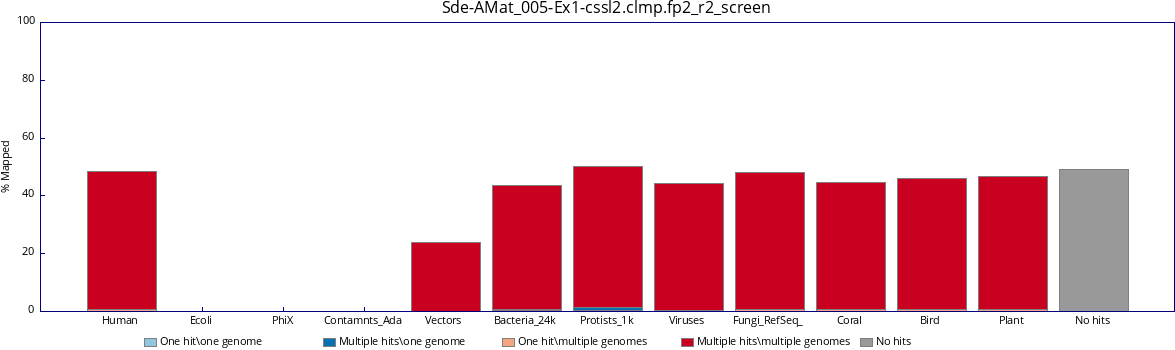 Sde-AMat_005-Ex1-cssl2.clmp.fp2_r2_screen
% Mapped
100
80
60
40
20
0
Human Ecoli PhiX Contamnts_Ada Vectors Bacteria_24k Protists_1k Viruses Fungi_RefSeq_ Coral Bird Plant No hits
One hit\one genome Multiple hits\one genome One hit\multiple genomes Multiple hits\multiple genomes No hits